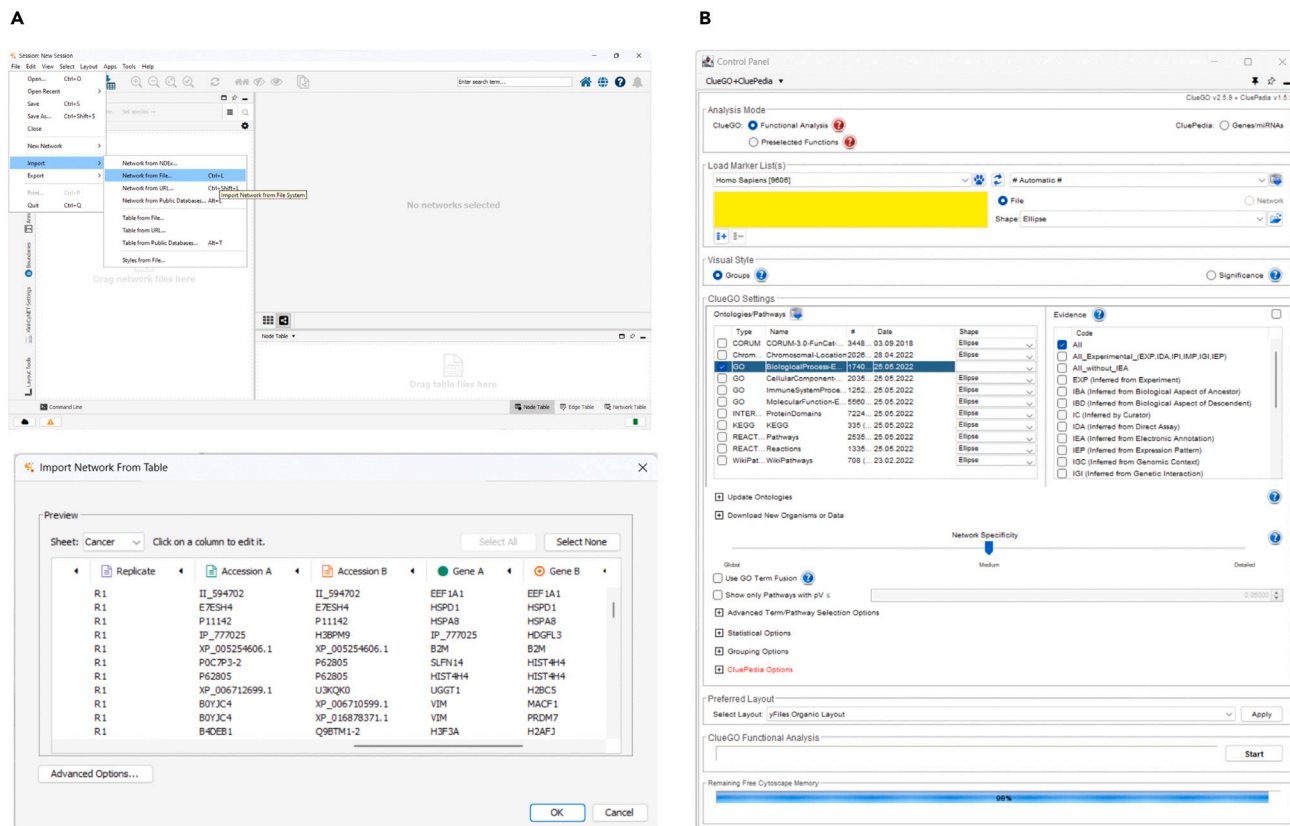 A
Session: New Session
File Edit View Select Layout Apps Tools Help
Open... Ctrl+O
Open Recent
Save Ctrl+S
Save As... Ctrl+Shift+S
Close
New Network
Import
Export
Print... Ctrl+P
Quit Ctrl+Q
Enter search term...
Network from NDEx...
Network from File... Ctrl+L
Network from URL... Ctrl+Shift+L
Import Network from File System
Network from Public Databases... Alt+L
Table from File...
Table from URL...
Table from Public Databases... Alt+T
Styles from File...
No networks selected
Drag network files here
Boundaries
Layout Tools
Node Table
Drag table files here
Command Line
Node Table Edge Table Network Table
Import Network From Table
Preview
Sheet: Cancer Click on a column to edit it. Select All Select None
Replicate Accession A Accession B Gene A Gene B
R1 II_594702 II_594702 EEF1A1 EEF1A1
R1 E7ESH4 E7ESH4 HSPD1 HSPD1
R1 P11142 P11142 HSPA8 HSPA8
R1 IP_777025 H3BPM9 IP_777025 HDGFL3
R1 XP_005254606.1 XP_005254606.1 B2M B2M
R1 P0C7P3-2 P62805 SLFN14 HIST4H4
R1 P62805 P62805 HIST4H4 HIST4H4
R1 XP_006712699.1 U3KQK0 UGGT1 H2BC5
R1 B0YJC4 XP_006710599.1 VIM MACF1
R1 B0YJC4 XP_016878371.1 VIM PRDM7
R1 B4DEB1 Q9BTM1-2 H3F3A H2AFJ
Advanced Options...
OK Cancel
B
Control Panel
ClueGO+CluePedia
ClueGO v2.5.9 + CluePedia v1.5.
Analysis Mode
ClueGO: Functional Analysis CluePedia: Genes/miRNAs
Preselected Functions
Load Marker List(s)
Homo Sapiens [9606] # Automatic #
File Network
Shape: Ellipse
Visual Style
Groups Significance
ClueGO Settings
Ontologies/Pathways Evidence
Type Name # Date Shape
CORUM CORUM-3.0-FunCat-... 3448... 03.09.2018 Ellipse
Chrom... Chromosomal-Location 2026... 28.04.2022 Ellipse
GO BiologicalProcess-E... 1740... 25.05.2022
GO CellularComponent-... 2035... 25.05.2022 Ellipse
GO ImmuneSystemProce... 1252... 25.05.2022 Ellipse
GO MolecularFunction-E... 5560... 25.05.2022 Ellipse
INTER... ProteinDomains 7224... 25.05.2022 Ellipse
KEGG KEGG 335 (... 25.05.2022 Ellipse
REACT... Pathways 2535... 25.05.2022 Ellipse
REACT... Reactions 1335... 25.05.2022 Ellipse
WikiPat... WikiPathways 708 (... 23.02.2022 Ellipse
Code
All
All_Experimental_(EXP,IDA,IPI,IMP,IGI,IEP)
All_without_IEA
EXP (Inferred from Experiment)
IBA (Inferred from Biological Aspect of Ancestor)
IBD (Inferred from Biological Aspect of Descendent)
IC (Inferred by Curator)
IDA (Inferred from Direct Assay)
IEA (Inferred from Electronic Annotation)
IEP (Inferred from Expression Pattern)
IGC (Inferred from Genomic Context)
IGI (Inferred from Genetic Interaction)
Update Ontologies
Download New Organisms or Data
Network Specificity
Global Medium Detailed
Use GO Term Fusion
Show only Pathways with pV ≤ 0.05000
Advanced Term/Pathway Selection Options
Statistical Options
Grouping Options
CluePedia Options
Preferred Layout
Select Layout: yFiles Organic Layout Apply
ClueGO Functional Analysis
Start
Remaining Free Cytoscape Memory